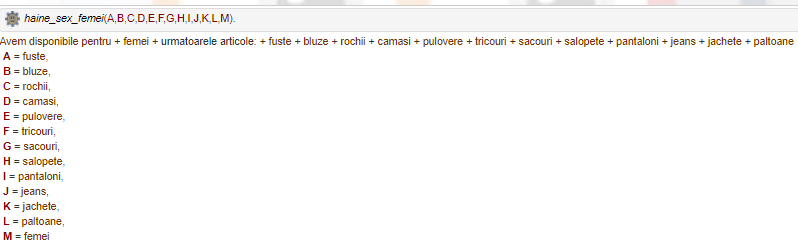 haine_sex_femei(A,B,C,D,E,F,G,H,I,J,K,L,M).
Avem disponibile pentru + femei + urmatoarele articole: + fuste + bluze + rochii + camasi + pulovere + tricouri + sacouri + salopete + pantaloni + jeans + jachete + paltoane
A = fuste,
B = bluze,
C = rochii,
D = camasi,
E = pulovere,
F = tricouri,
G = sacouri,
H = salopete,
I = pantaloni,
J = jeans,
K = jachete,
L = paltoane,
M = femei